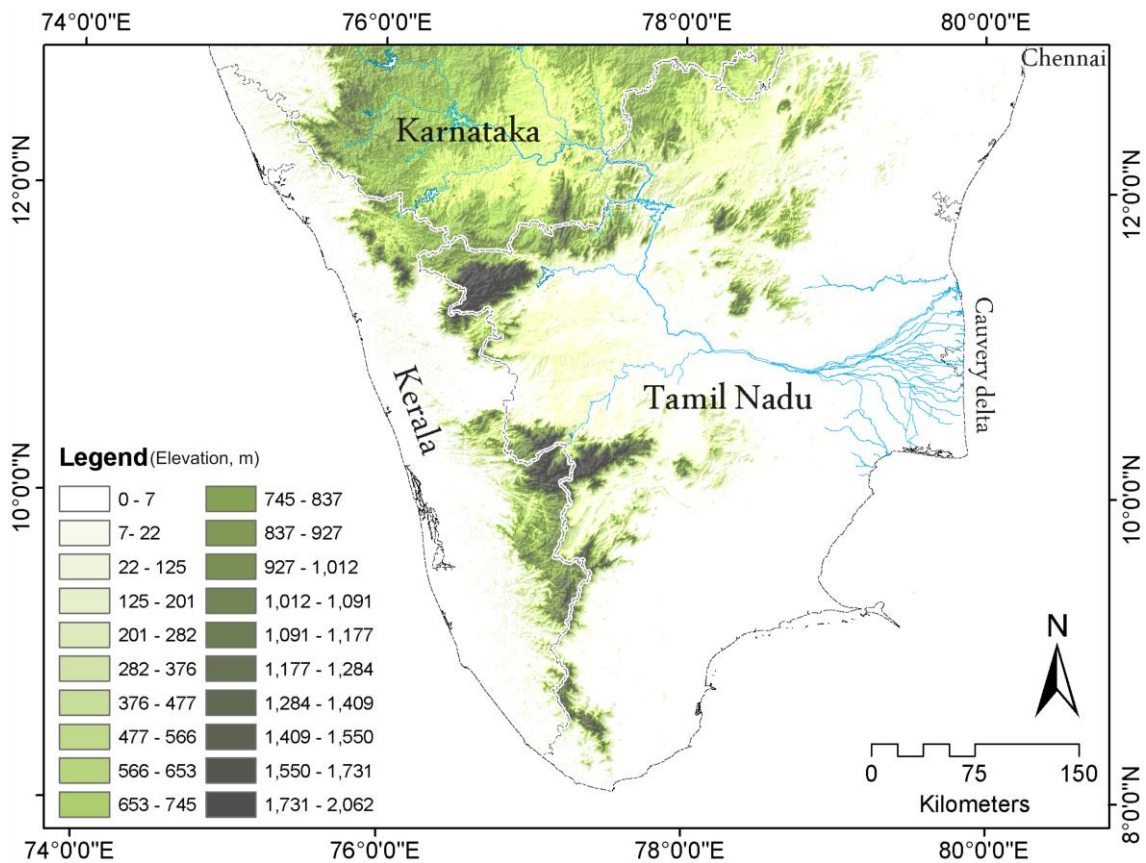 74°0'0"E 76°0'0"E 78°0'0"E 80°0'0"E
Chennai
Karnataka
12°0'0"N
12°0'0"N
Cauvery delta
Kerala
Tamil Nadu
10°0'0"N
10°0'0"N
Legend (Elevation, m)
0 - 7 745 - 837
7- 22 837 - 927
22 - 125 927 - 1,012
125 - 201 1,012 - 1,091
201 - 282 1,091 - 1,177
282 - 376 1,177 - 1,284
376 - 477 1,284 - 1,409
477 - 566 1,409 - 1,550
566 - 653 1,550 - 1,731
653 - 745 1,731 - 2,062
N
0 75 150
Kilometers
8°0'0"N
74°0'0"E 76°0'0"E 78°0'0"E 80°0'0"E